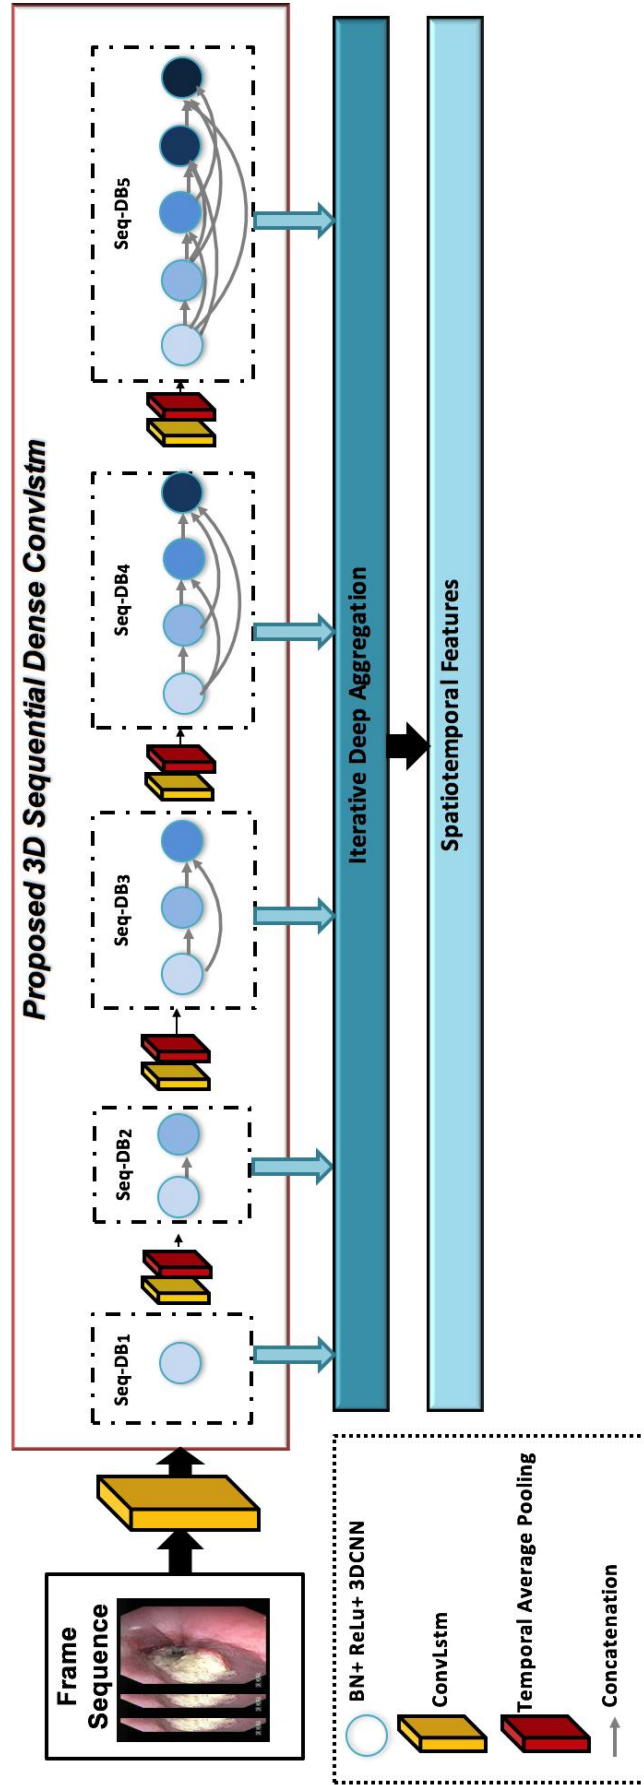 Proposed 3D Sequential Dense Convlstm
Frame
Sequence
Seq-DB1
Seq-DB2
Seq-DB3
Seq-DB4
Seq-DB5
Iterative Deep Aggregation
Spatiotemporal Features
BN+ ReLu+ 3DCNN
ConvLstm
Temporal Average Pooling
Concatenation